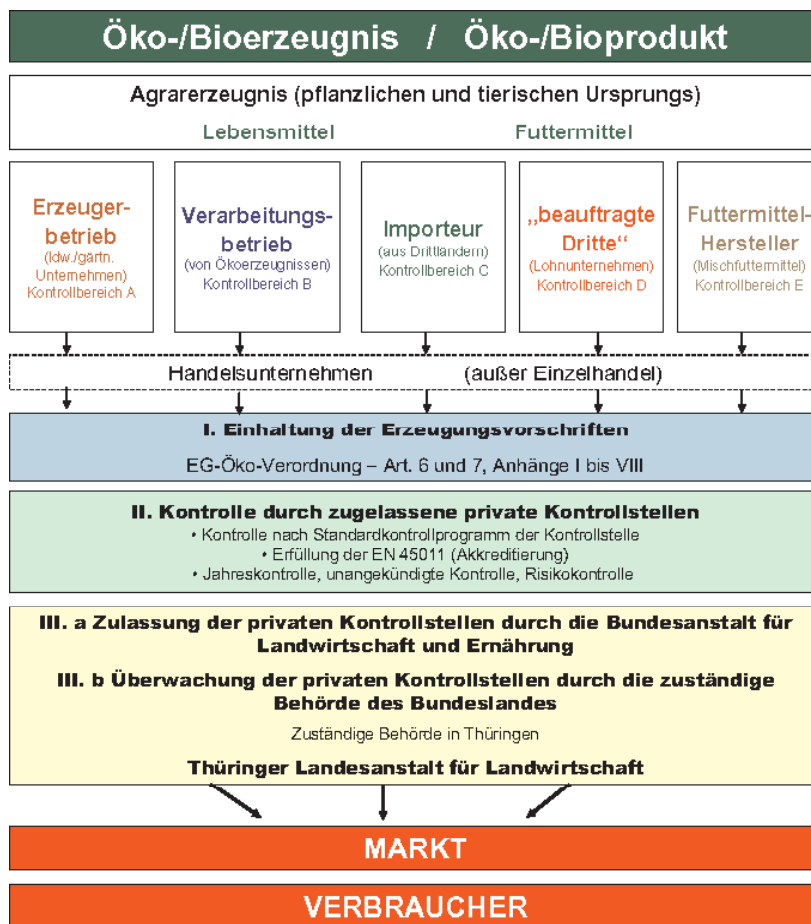 Öko-/Bioerzeugnis / Öko-/Bioprodukt
Agrarerzeugnis (pflanzlichen und tierischen Ursprungs)
Lebensmittel Futtermittel
Erzeuger-
betrieb
(ldw./gärtn.
Unternehmen)
Kontrollbereich A
Verarbeitungs-
betrieb
(von Ökoerzeugnissen)
Kontrollbereich B
Importeur
(aus Drittländern)
Kontrollbereich C
„beauftragte
Dritte“
(Lohnunternehmen)
Kontrollbereich D
Futtermittel-
Hersteller
(Mischfuttermittel)
Kontrollbereich E
Handelsunternehmen (außer Einzelhandel)
I. Einhaltung der Erzeugungsvorschriften
EG-Öko-Verordnung – Art. 6 und 7, Anhänge I bis VIII
II. Kontrolle durch zugelassene private Kontrollstellen
• Kontrolle nach Standardkontrollprogramm der Kontrollstelle
• Erfüllung der EN 45011 (Akkreditierung)
• Jahreskontrolle, unangekündigte Kontrolle, Risikokontrolle
III. a Zulassung der privaten Kontrollstellen durch die Bundesanstalt für
Landwirtschaft und Ernährung
III. b Überwachung der privaten Kontrollstellen durch die zuständige
Behörde des Bundeslandes
Zuständige Behörde in Thüringen
Thüringer Landesanstalt für Landwirtschaft
MARKT
VERBRAUCHER